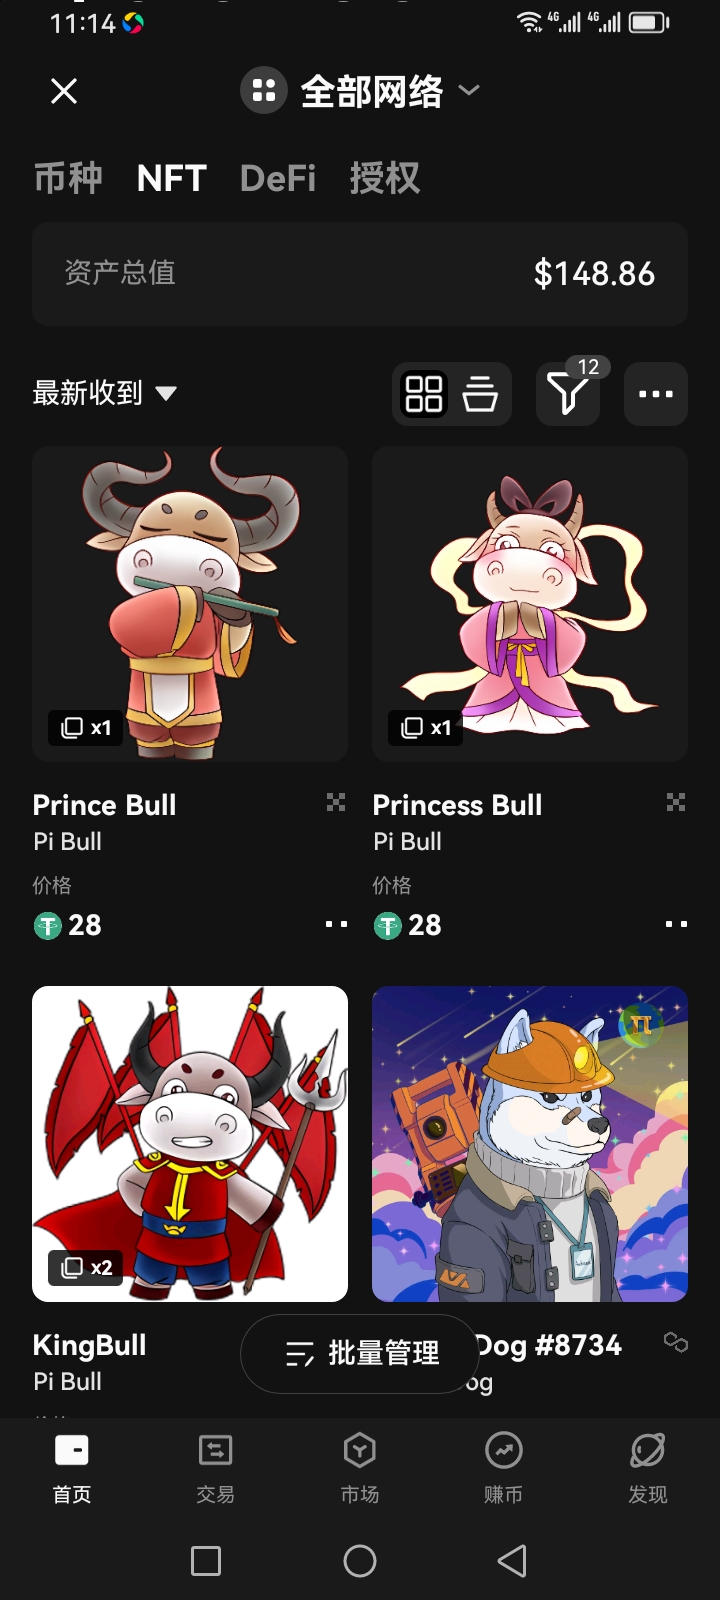 11:14
4G 4G
全部网络
币种 NFT DeFi 授权
资产总值 $148.86
最新收到
12
x1 x1
Prince Bull Princess Bull
Pi Bull Pi Bull
价格 价格
28 28
x2
KingBull Dog #8734
Pi Bull og
批量管理
首页 交易 市场 赚币 发现